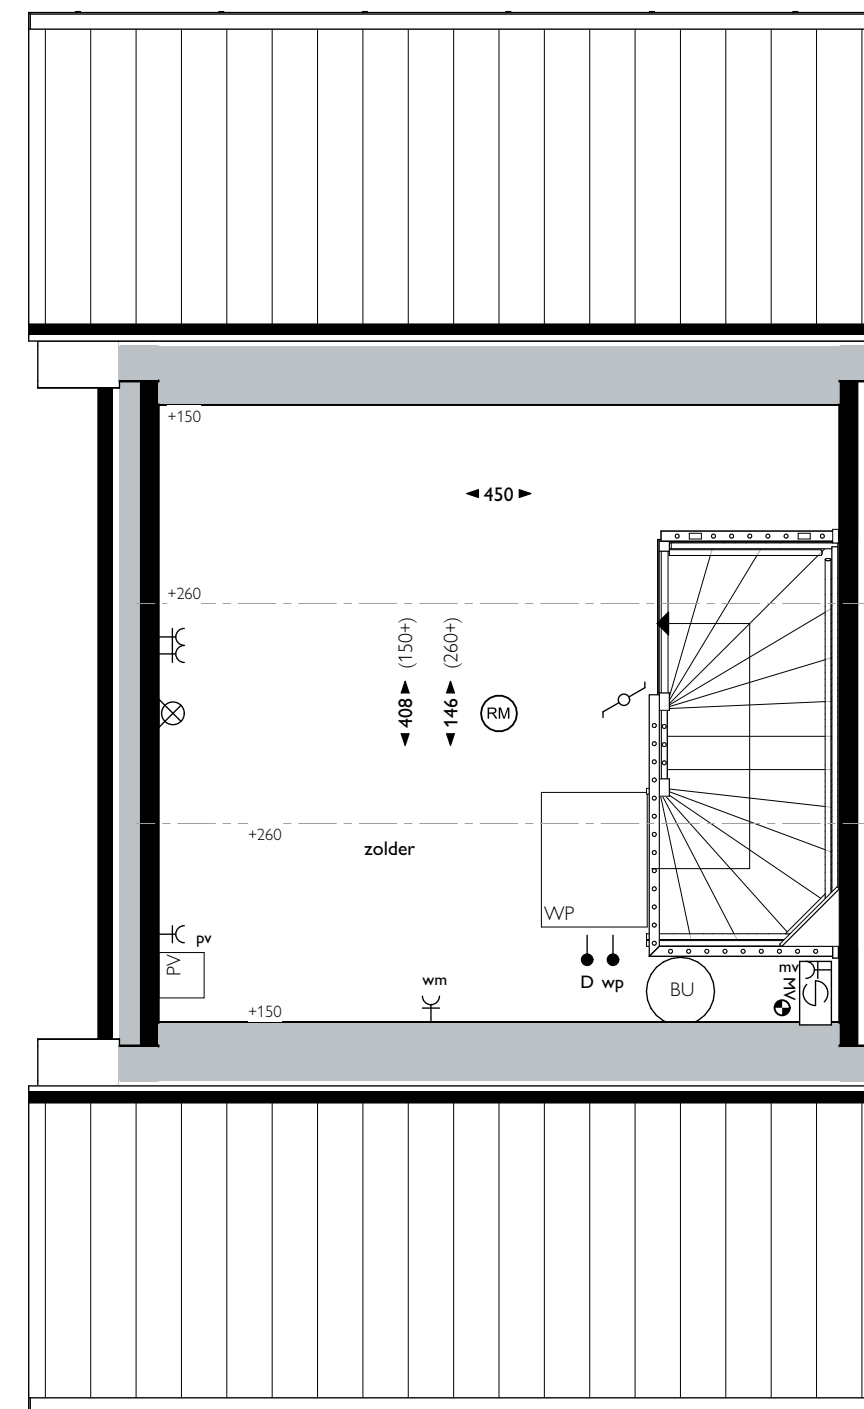 +150
450
+260
(150+)
(260+)
408
146
RM
+260
zolder
WP
pv
PV
wm
D wp
BU
mv
MV
+150